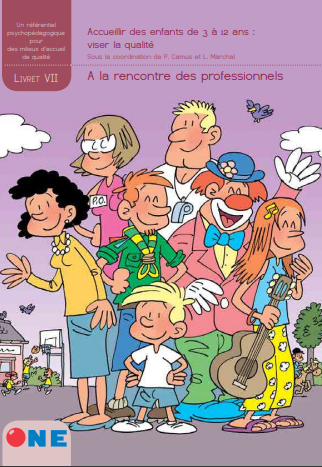 Un référentiel
psychopédagogique
pour
des milieux d'accueil
de qualité
LIVRET VII
Accueillir des enfants de 3 à 12 ans :
viser la qualité
Sous la coordination de P. Camus et L. Marchal
A la rencontre des professionnels
P.O.
ONE